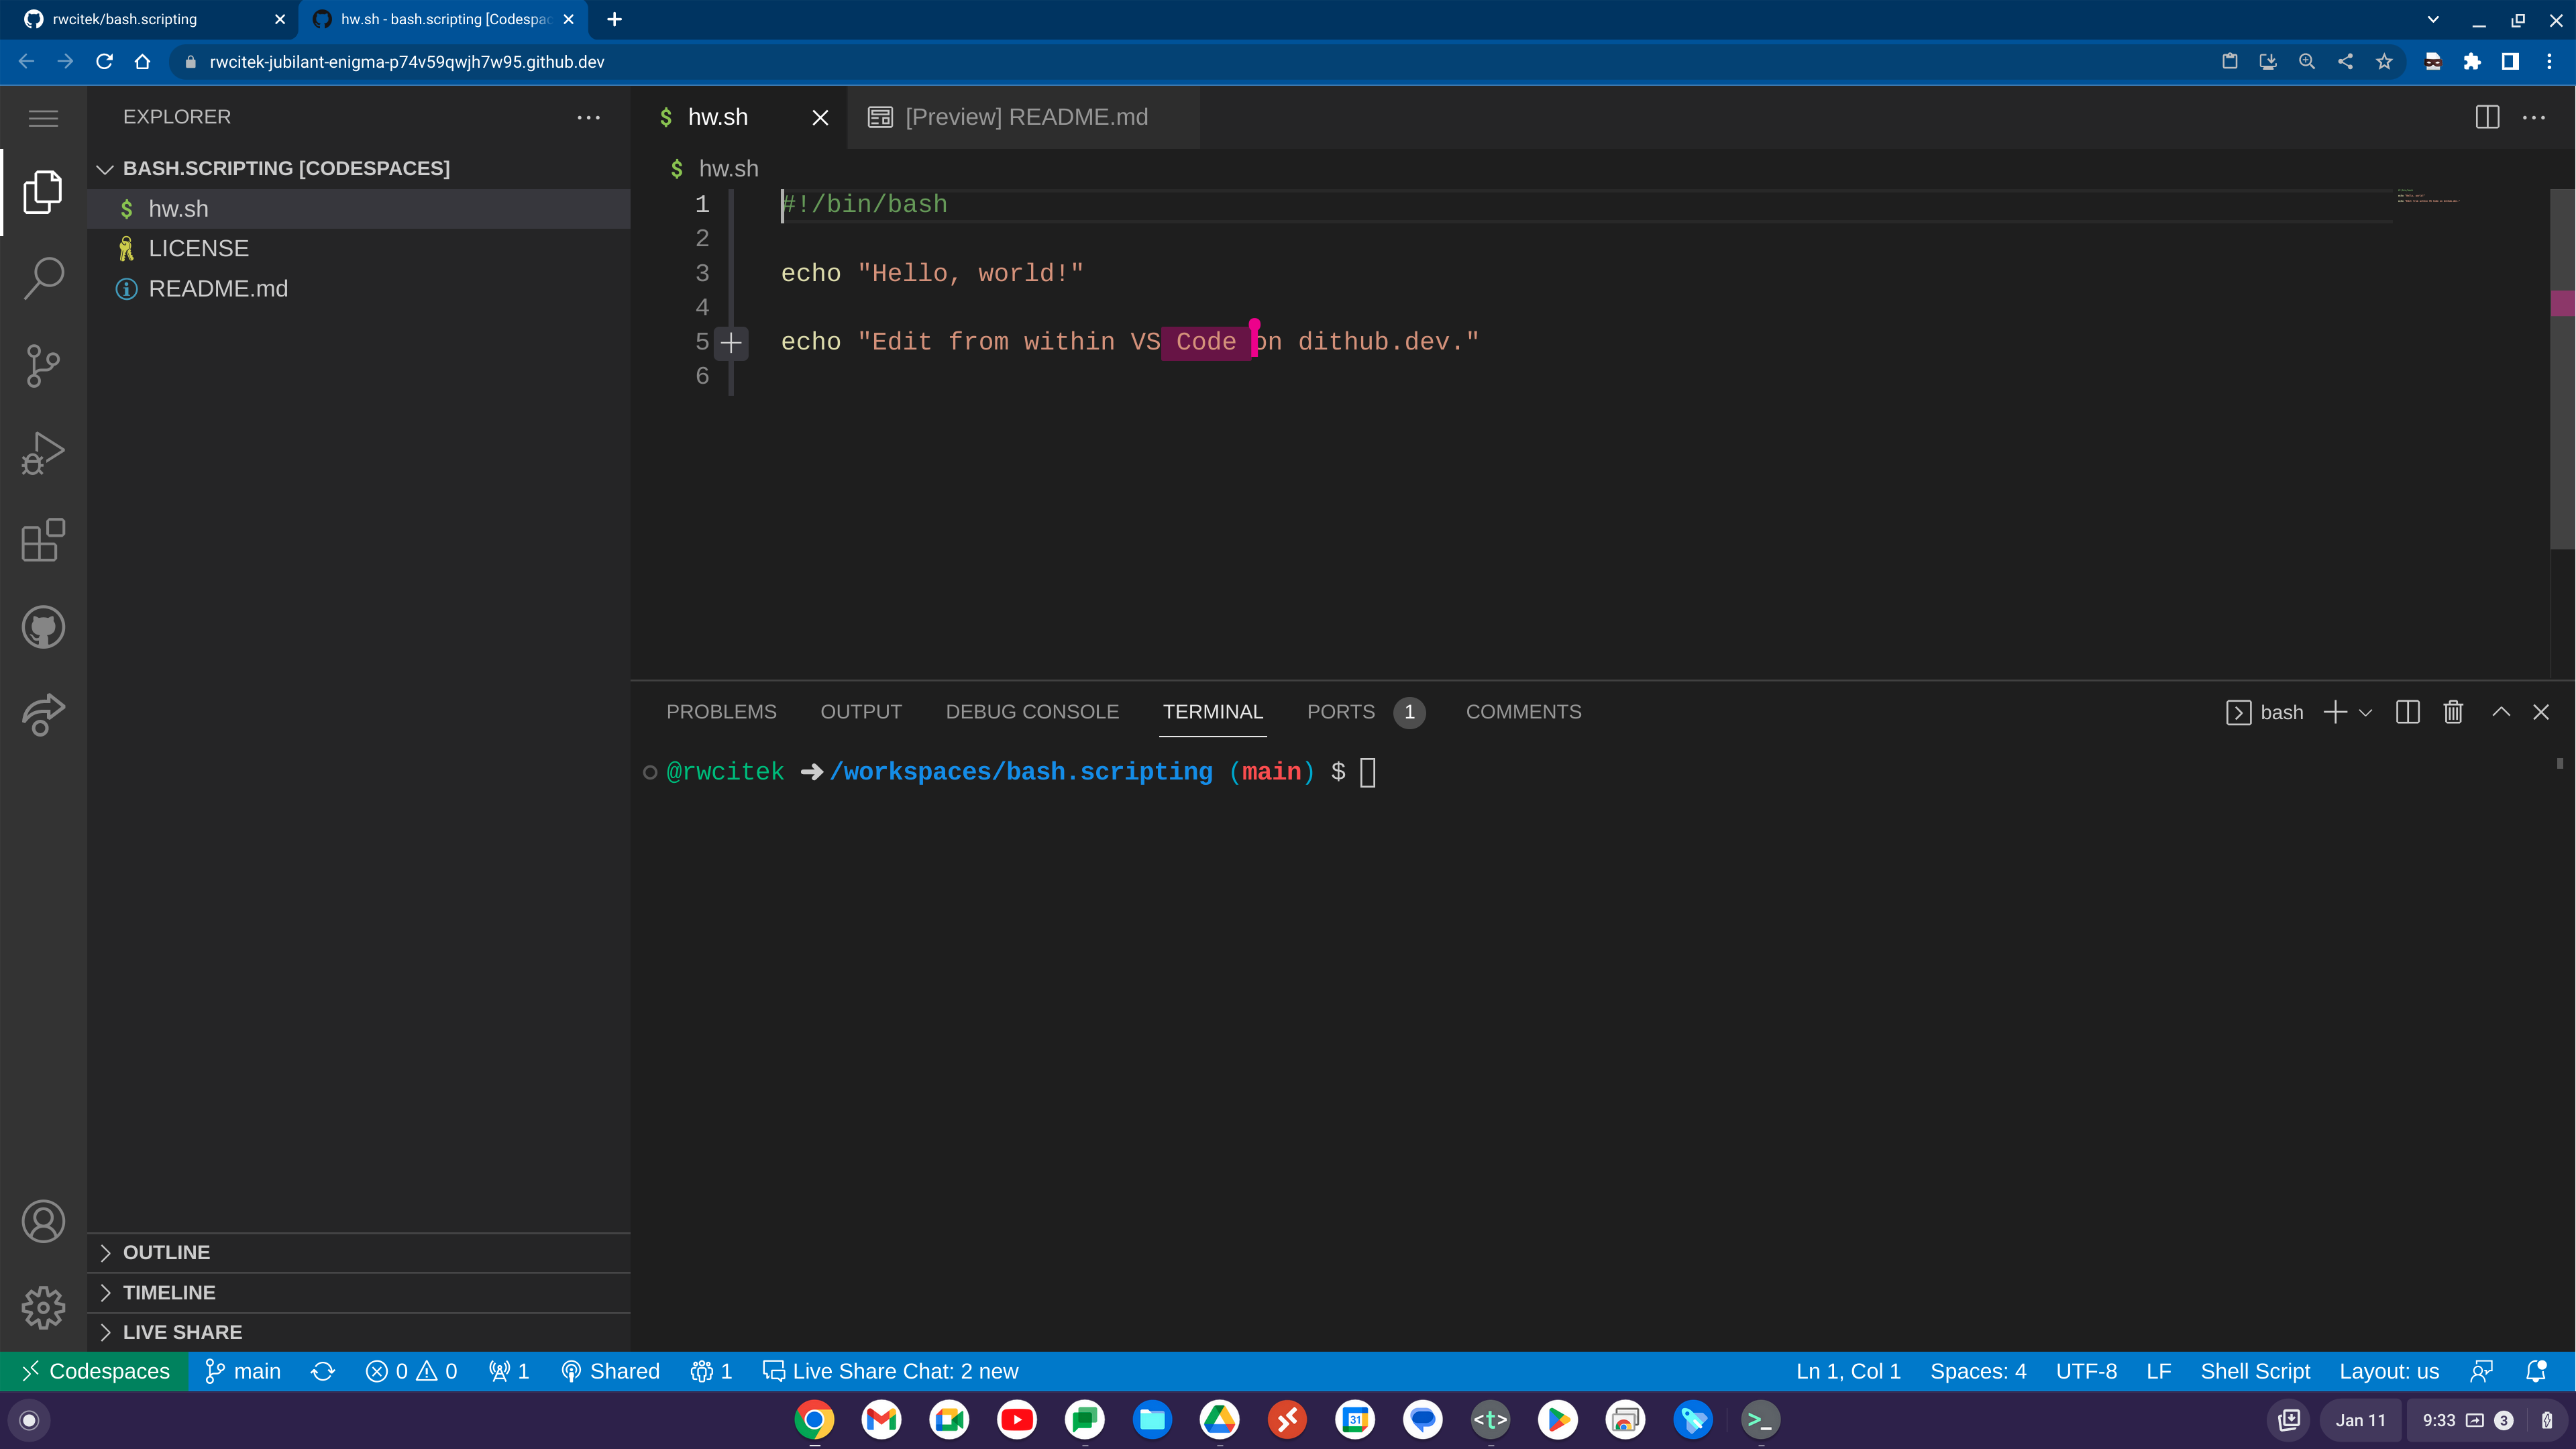 rwcitek/bash.scripting
hw.sh - bash.scripting [Codespac
rwcitek-jubilant-enigma-p74v59qwjh7w95.github.dev
EXPLORER
BASH.SCRIPTING [CODESPACES]
$ hw.sh
LICENSE
README.md
OUTLINE
TIMELINE
LIVE SHARE
$ hw.sh
[Preview] README.md
$ hw.sh
1 #!/bin/bash
2
3 echo "Hello, world!"
4
5 echo "Edit from within VS Code on dithub.dev."
6
PROBLEMS OUTPUT DEBUG CONSOLE TERMINAL PORTS 1 COMMENTS
bash
@rwcitek ➜ /workspaces/bash.scripting (main) $
Codespaces main 0 0 1 Shared 1 Live Share Chat: 2 new
Ln 1, Col 1 Spaces: 4 UTF-8 LF Shell Script Layout: us
31
<t>
>_
Jan 11
9:33 3